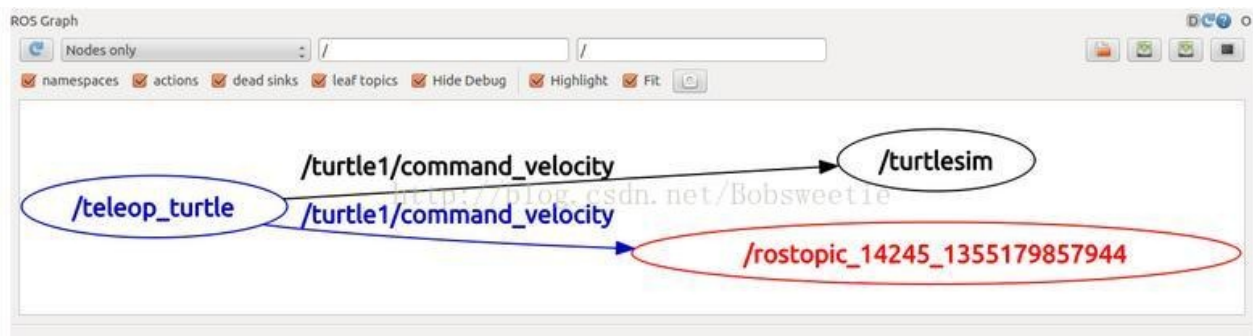 ROS Graph
D O
Nodes only / /
namespaces actions dead sinks leaf topics Hide Debug Highlight Fit
/turtle1/command_velocity
/turtlesim
/teleop_turtle
http://blog.csdn.net/Bobsweetie
/turtle1/command_velocity
/rostopic_14245_1355179857944